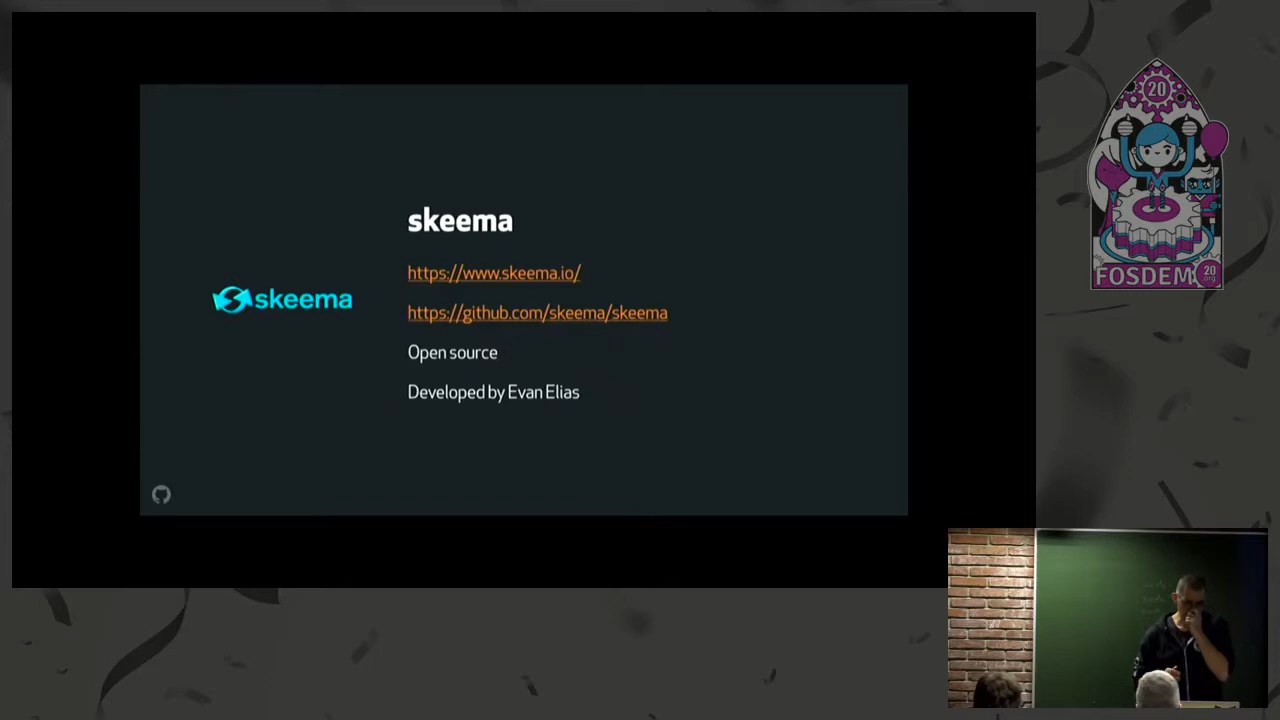 skeema
https://www.skeema.io/
skeema
https://github.com/skeema/skeema
Open source
Developed by Evan Elias
20
FOSDEM
20
org